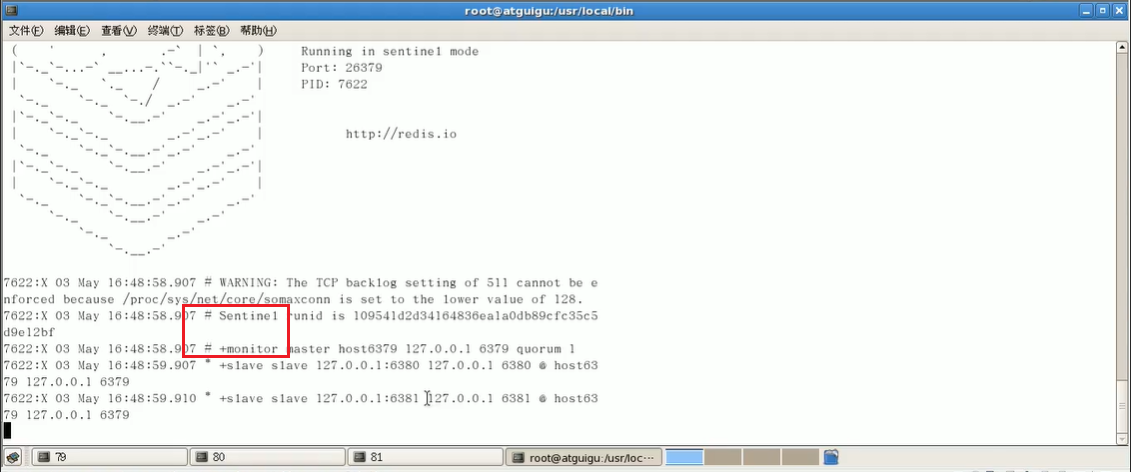 root@atguigu:/usr/local/bin
文件(F) 编辑(E) 查看(V) 终端(T) 标签(B) 帮助(H)
Running in sentinel mode
Port: 26379
PID: 7622
http://redis.io
7622:X 03 May 16:48:58.907 # WARNING: The TCP backlog setting of 511 cannot be e
nforced because /proc/sys/net/core/somaxconn is set to the lower value of 128.
7622:X 03 May 16:48:58.907 # Sentinel runid is 109541d2d34164836ea1a0db89cfc35c5
d9e12bf
7622:X 03 May 16:48:58.907 # +monitor master host6379 127.0.0.1 6379 quorum 1
7622:X 03 May 16:48:59.907 * +slave slave 127.0.0.1:6380 127.0.0.1 6380 @ host63
79 127.0.0.1 6379
7622:X 03 May 16:48:59.910 * +slave slave 127.0.0.1:6381 127.0.0.1 6381 @ host63
79 127.0.0.1 6379
79
80
81
root@atguigu:/usr/loc···